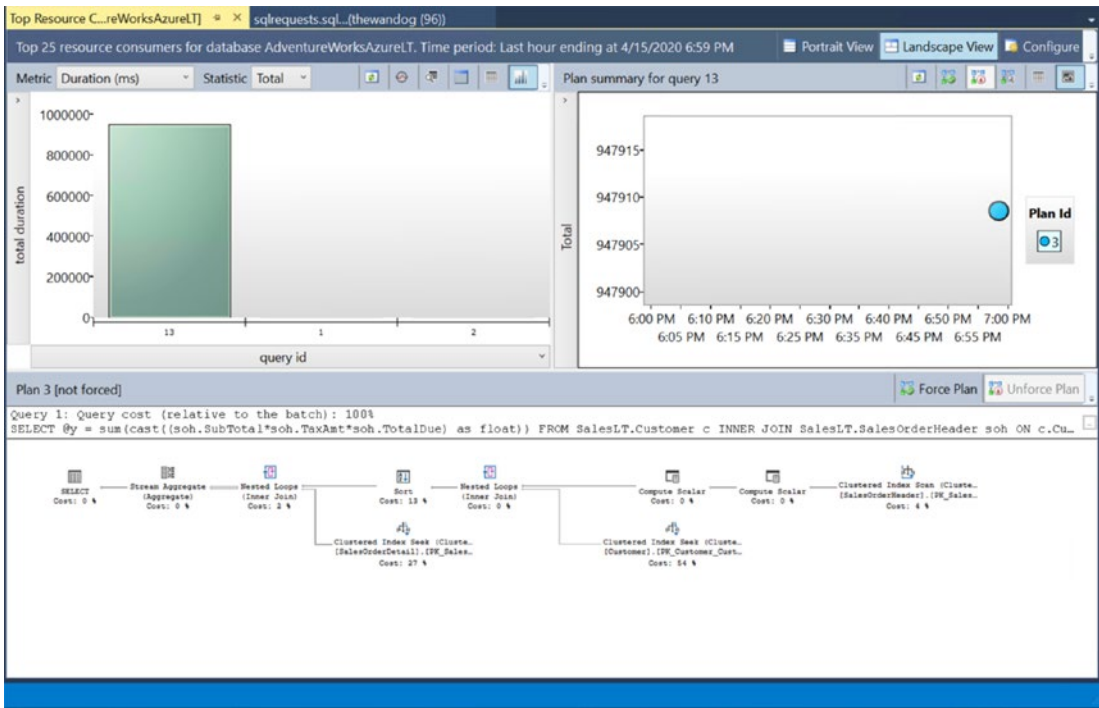 Top Resource C...reWorksAzureLT]
sqlrequests.sql...(thewandog (96))
Top 25 resource consumers for database AdventureWorksAzureLT. Time period: Last hour ending at 4/15/2020 6:59 PM
Portrait View
Landscape View
Configure
Metric Duration (ms) Statistic Total
1000000
800000
600000
400000
200000
0
total duration
13 1 2
query id
Plan summary for query 13
947915
947910
947905
947900
Total
6:00 PM 6:10 PM 6:20 PM 6:30 PM 6:40 PM 6:50 PM 7:00 PM
6:05 PM 6:15 PM 6:25 PM 6:35 PM 6:45 PM 6:55 PM
Plan Id
3
Plan 3 [not forced]
Force Plan
Unforce Plan
Query 1: Query cost (relative to the batch): 100%
SELECT @y = sum(cast((soh.SubTotal*soh.TaxAmt*soh.TotalDue) as float)) FROM SalesLT.Customer c INNER JOIN SalesLT.SalesOrderHeader soh ON c.Cu...
SELECT
Cost: 0 %
Stream Aggregate
(Aggregate)
Cost: 0 %
Nested Loops
(Inner Join)
Cost: 2 %
Sort
Cost: 13 %
Nested Loops
(Inner Join)
Cost: 0 %
Compute Scalar
Cost: 0 %
Compute Scalar
Cost: 0 %
Clustered Index Scan (Cluste...
[SalesOrderHeader].[PK_Sales...
Cost: 4 %
Clustered Index Seek (Cluste...
[SalesOrderDetail].[PK_Sales...
Cost: 27 %
Clustered Index Seek (Cluste...
[Customer].[PK_Customer_Cust...
Cost: 54 %